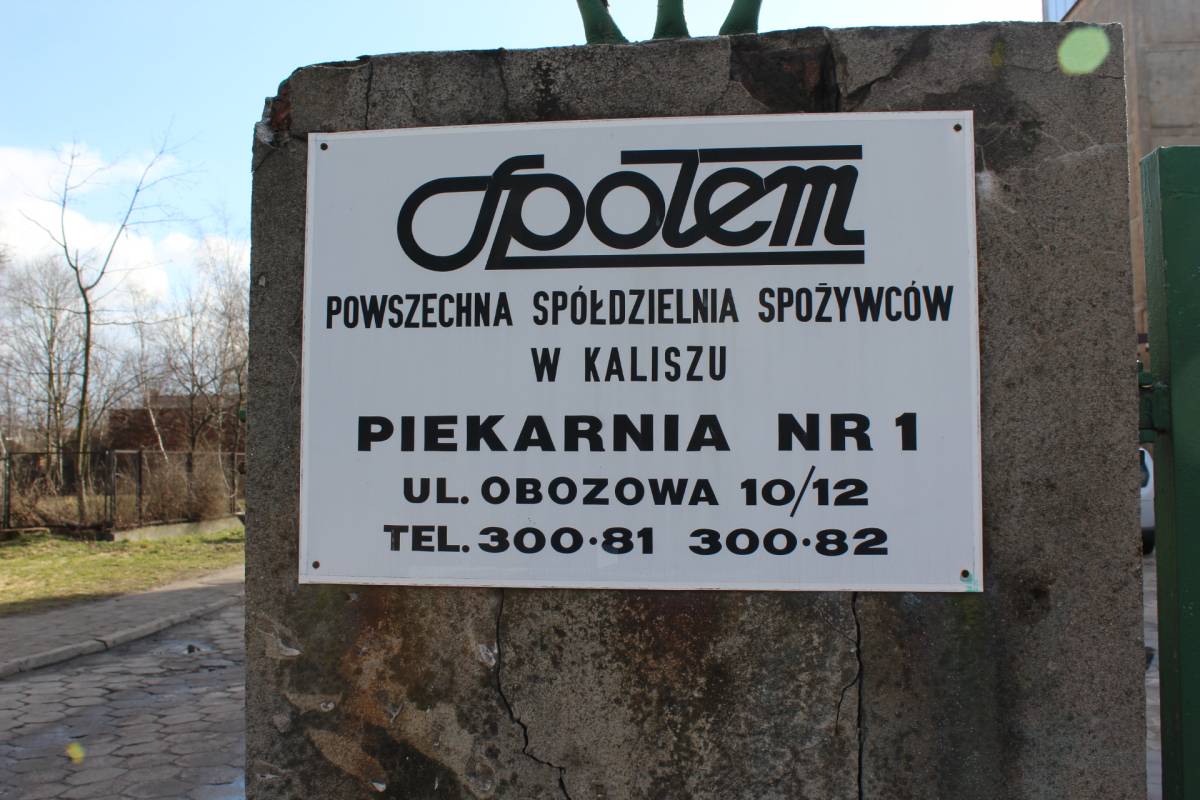 Społem
POWSZECHNA SPÓŁDZIELNIA SPOŻYWCÓW
W KALISZU
PIEKARNIA NR 1
UL. OBOZOWA 10/12
TEL. 300·81 300·82